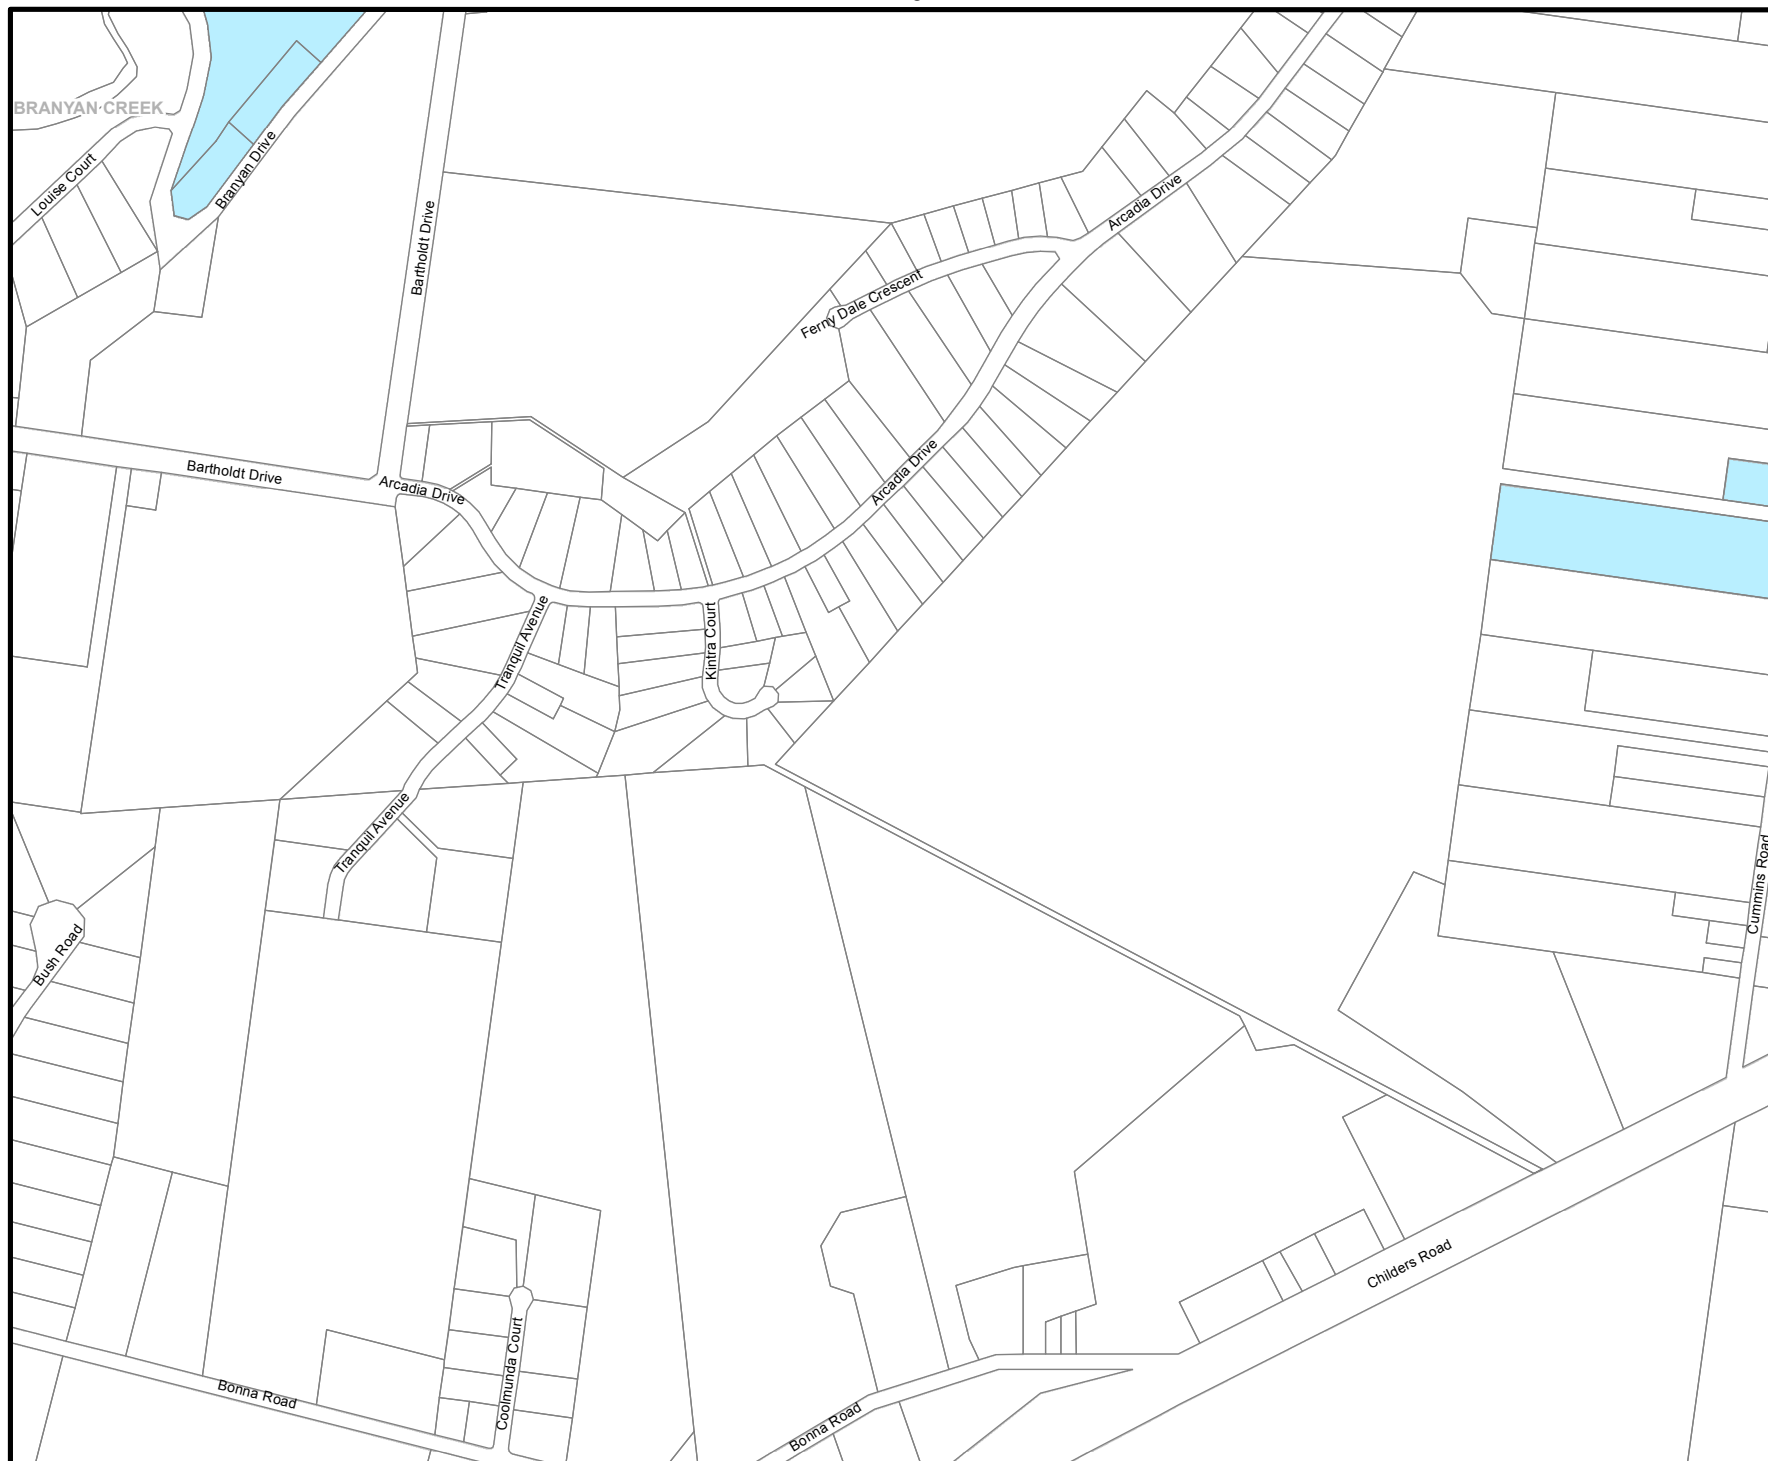 BRANYAN CREEK
Louise Court
Branyan Drive
Bartholdt Drive
Arcadia Drive
Ferny Dale Crescent
Bartholdt Drive
Arcadia Drive
Arcadia Drive
Tranquil Avenue
Kintra Court
Tranquil Avenue
Cummins Road
Bush Road
Childers Road
Coolmunda Court
Bonna Road
Bonna Road